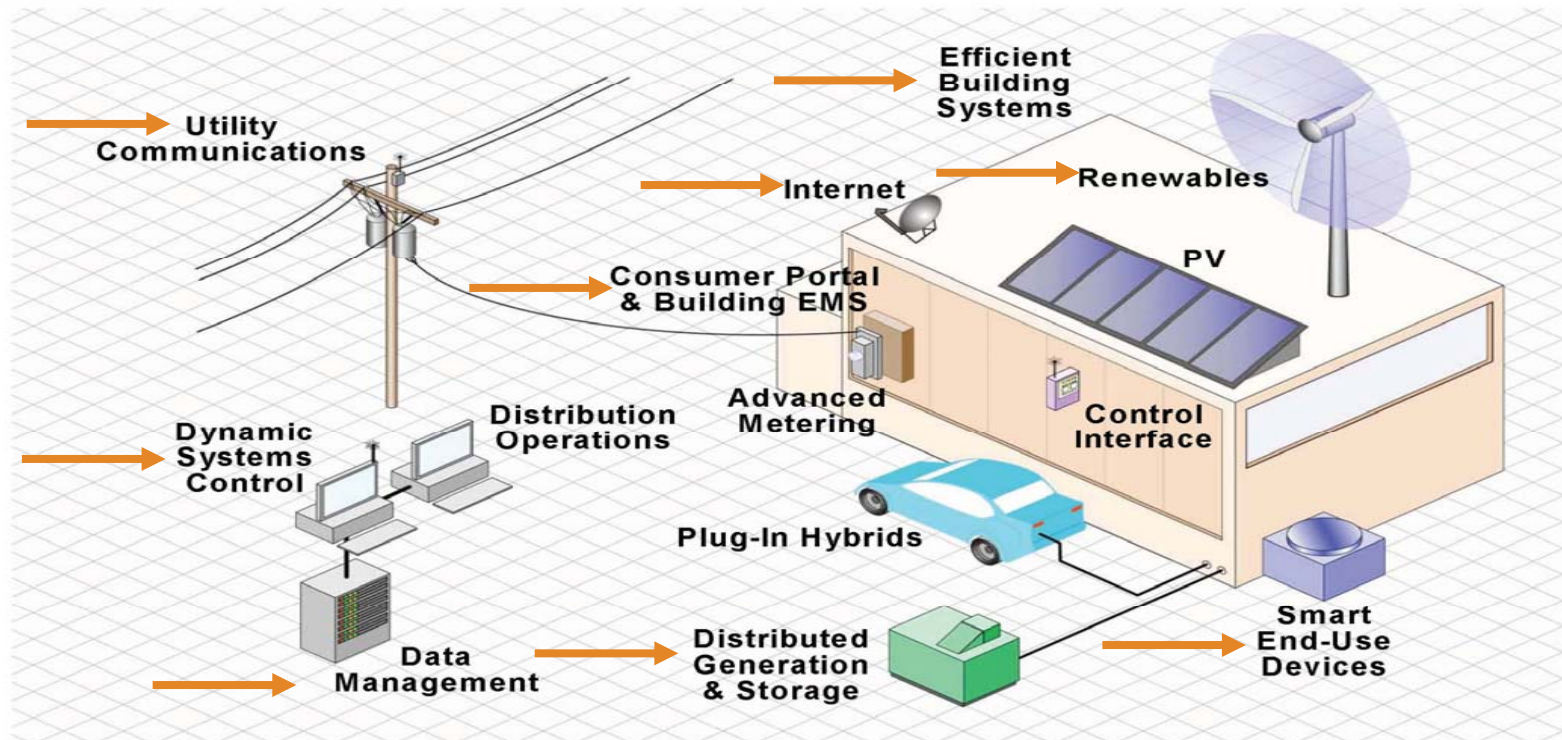 Efficient
Building
Systems
Utility
Communications
Internet
Renewables
PV
Consumer Portal
& Building EMS
Advanced
Metering
Control
Interface
Distribution
Operations
Dynamic
Systems
Control
Plug-In Hybrids
Data
Management
Distributed
Generation
& Storage
Smart
End-Use
Devices